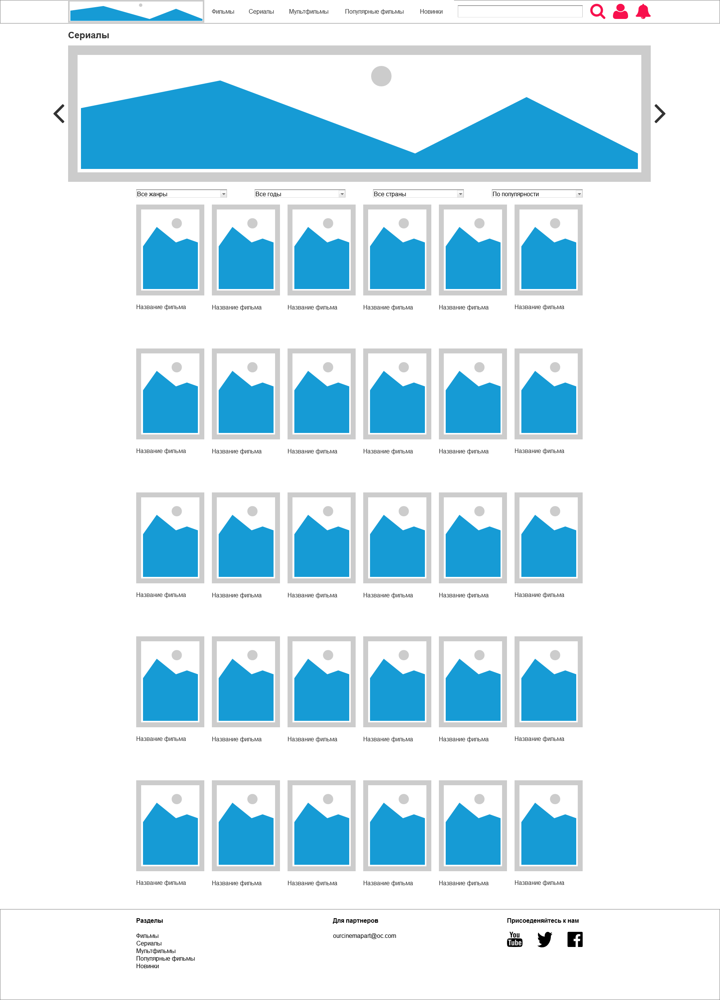 Фильмы Сериалы Мультфильмы Популярные фильмы Новинки
Сериалы
Все жанры Все годы Все страны По популярности
Название фильма Название фильма Название фильма Название фильма Название фильма Название фильма
Название фильма Название фильма Название фильма Название фильма Название фильма Название фильма
Название фильма Название фильма Название фильма Название фильма Название фильма Название фильма
Название фильма Название фильма Название фильма Название фильма Название фильма Название фильма
Название фильма Название фильма Название фильма Название фильма Название фильма Название фильма
Разделы
Фильмы
Сериалы
Мультфильмы
Популярные фильмы
Новинки
Для партнеров
ourcinemapart@oc.com
Присоеденяйтесь к нам
You
Tube